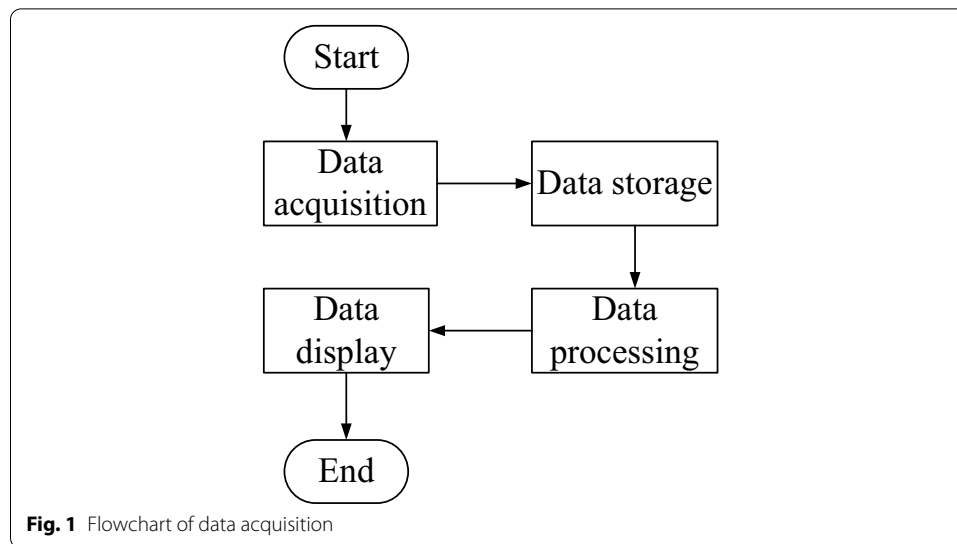 Start
Data
acquisition
Data storage
Data
processing
Data
display
End
Fig. 1 Flowchart of data acquisition